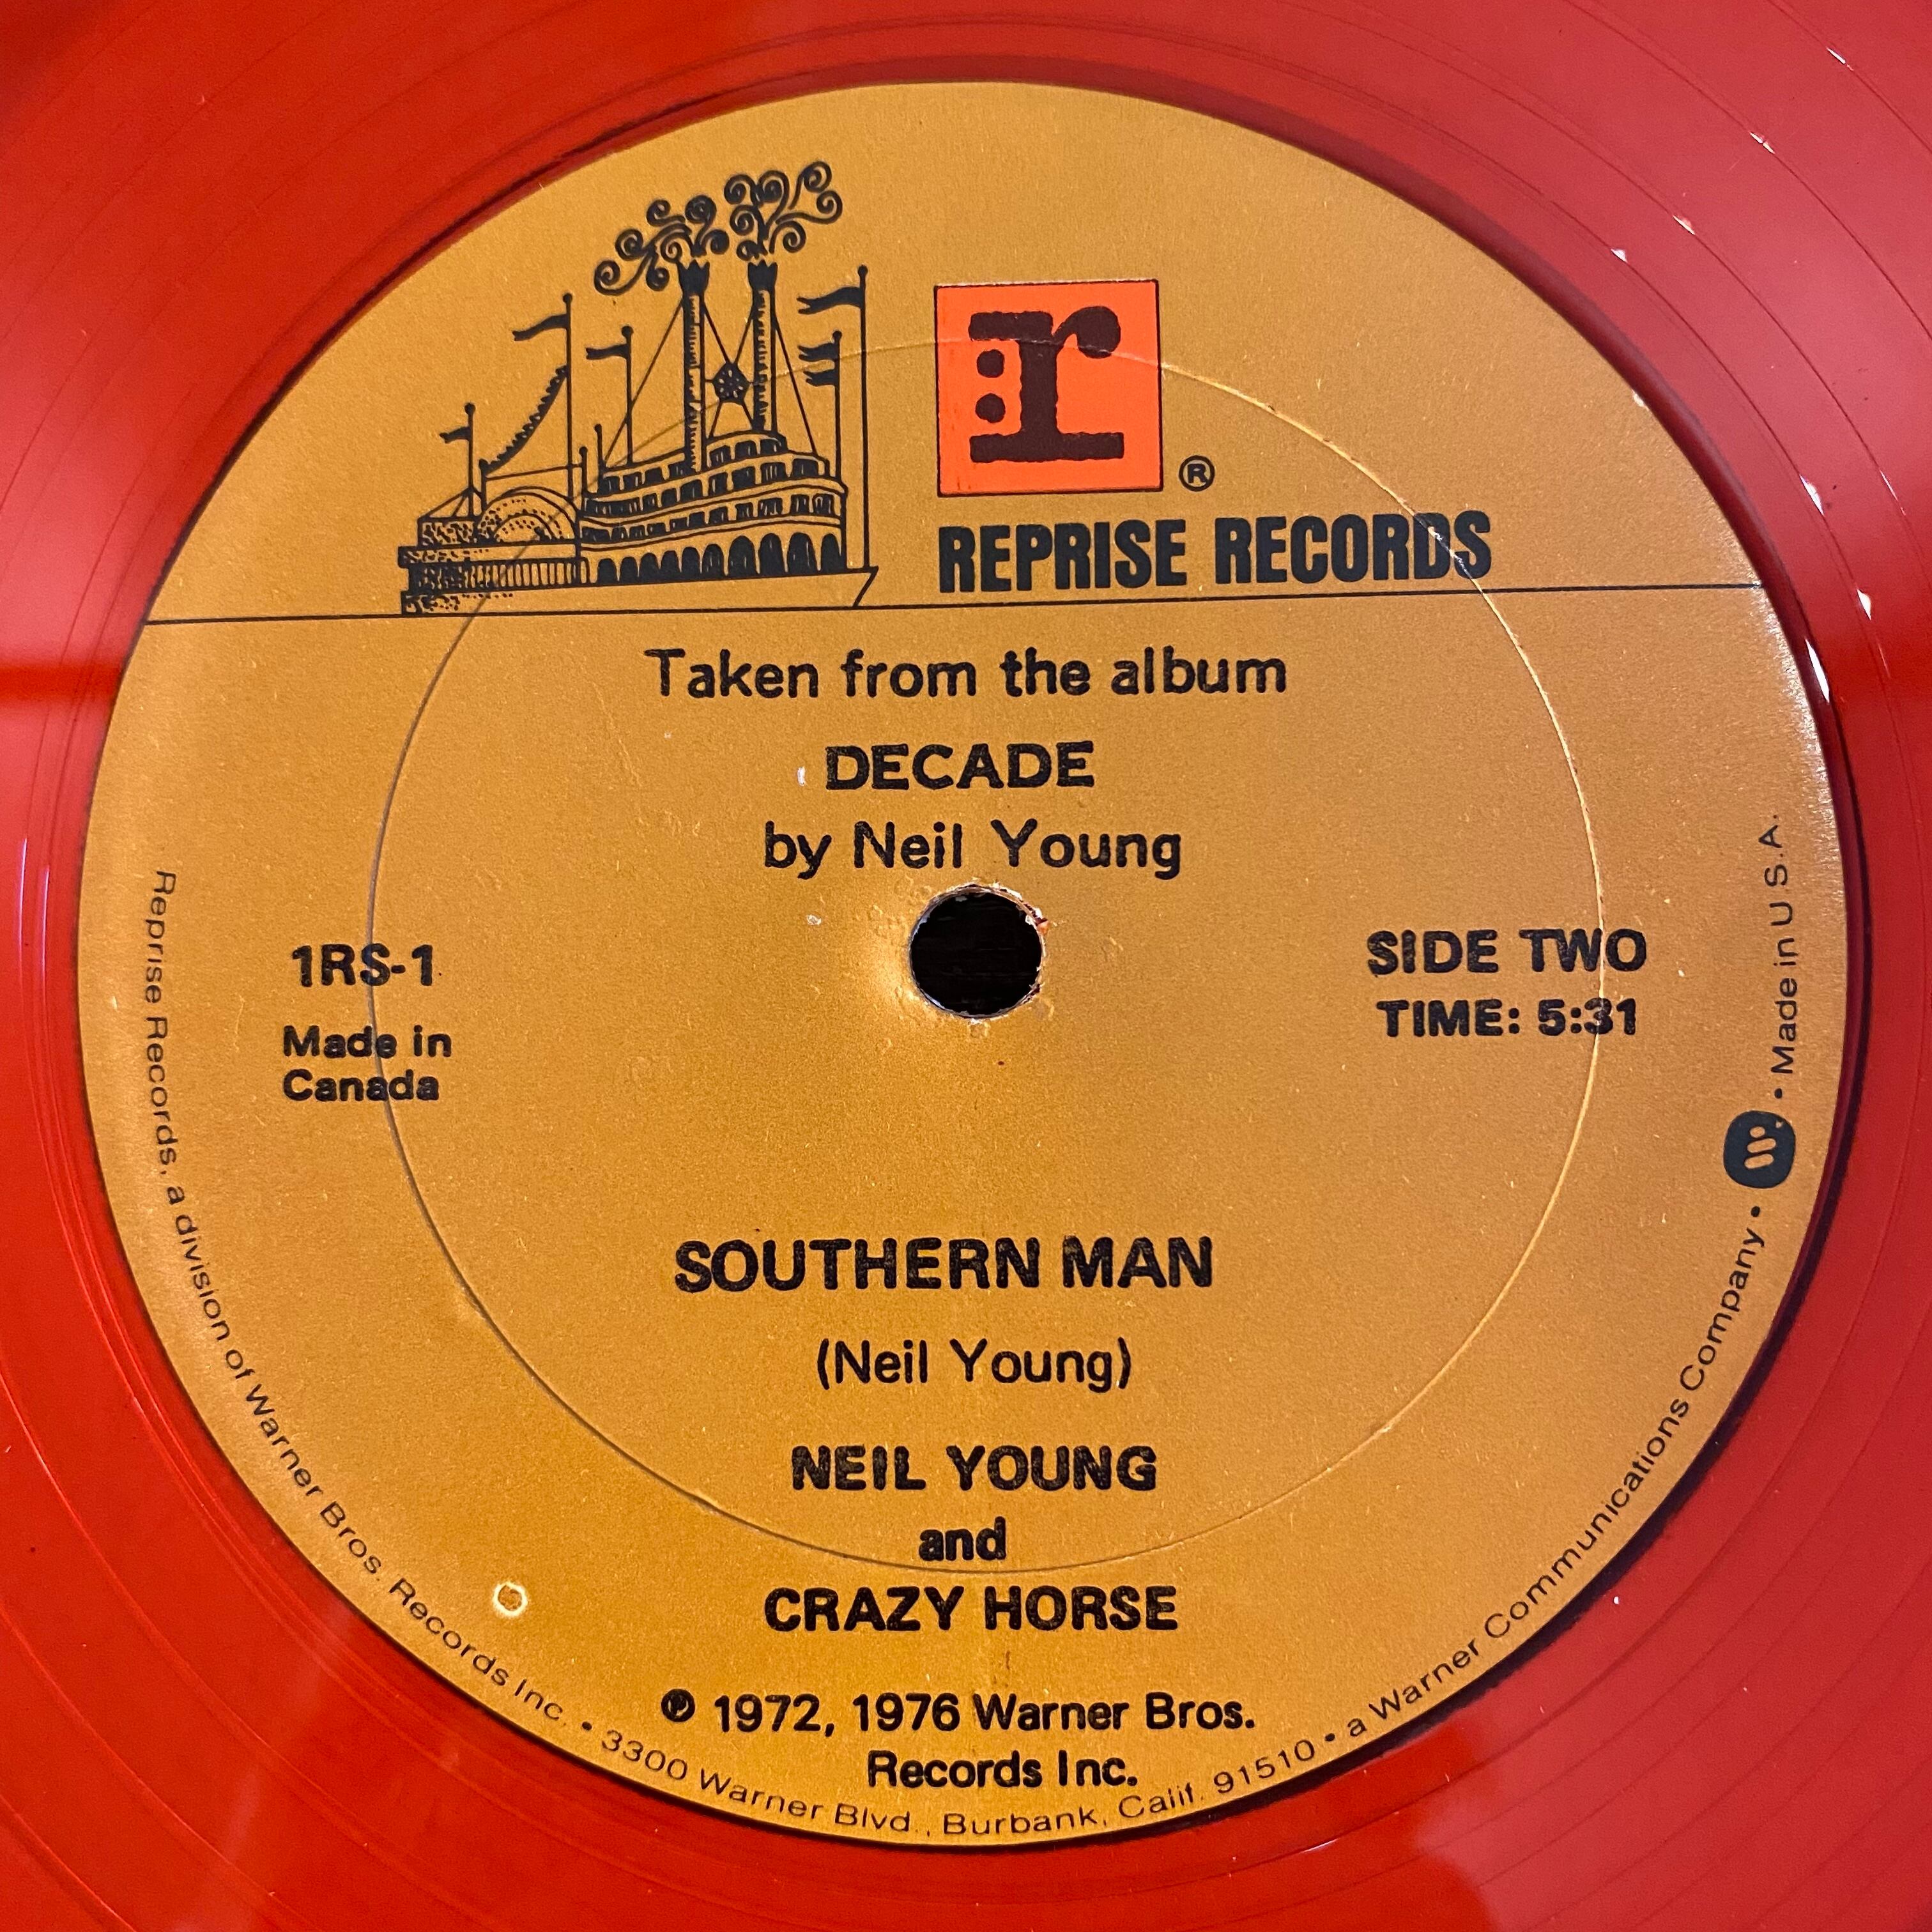 r
®
REPRISE RECORDS
Taken from the album
DECADE
by Neil Young
1RS-1
Made in
Canada
SIDE TWO
TIME: 5:31
SOUTHERN MAN
(Neil Young)
NEIL YOUNG
and
CRAZY HORSE
℗ 1972, 1976 Warner Bros.
Records Inc.
Reprise Records, a division of Warner Bros. Records Inc. • 3300 Warner Blvd., Burbank, Calif. 91510 • a Warner Communications Company • W • Made in U.S.A.